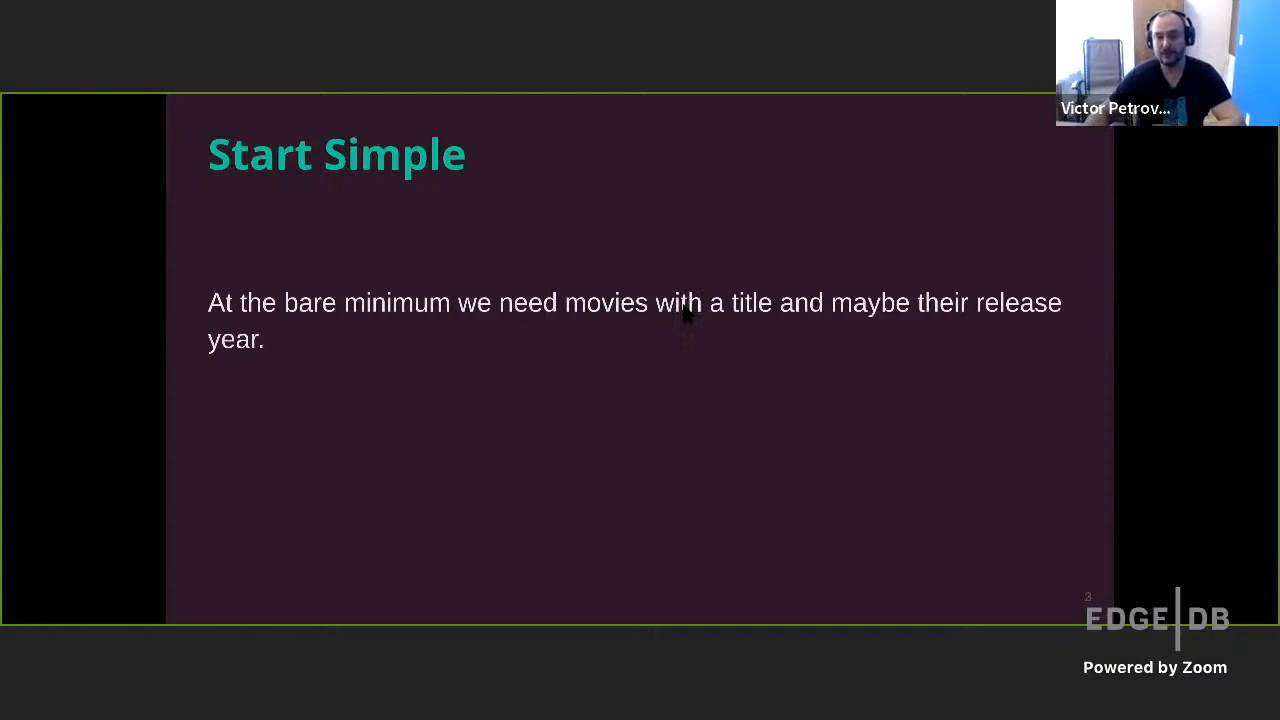 Victor Petrov...
Start Simple
At the bare minimum we need movies with a title and maybe their release
year.
3
EDGE|DB
Powered by Zoom